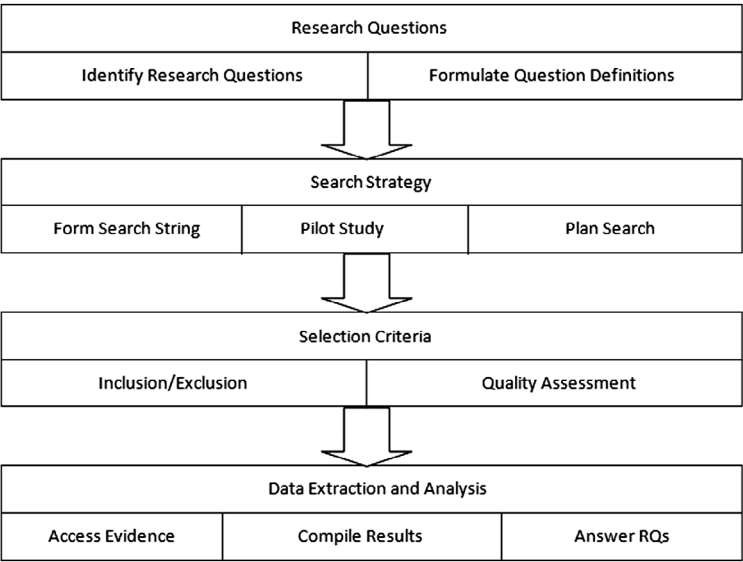 Research Questions
Identify Research Questions
Formulate Question Definitions
Search Strategy
Form Search String
Pilot Study
Plan Search
Selection Criteria
Inclusion/Exclusion
Quality Assessment
Data Extraction and Analysis
Access Evidence
Compile Results
Answer RQs